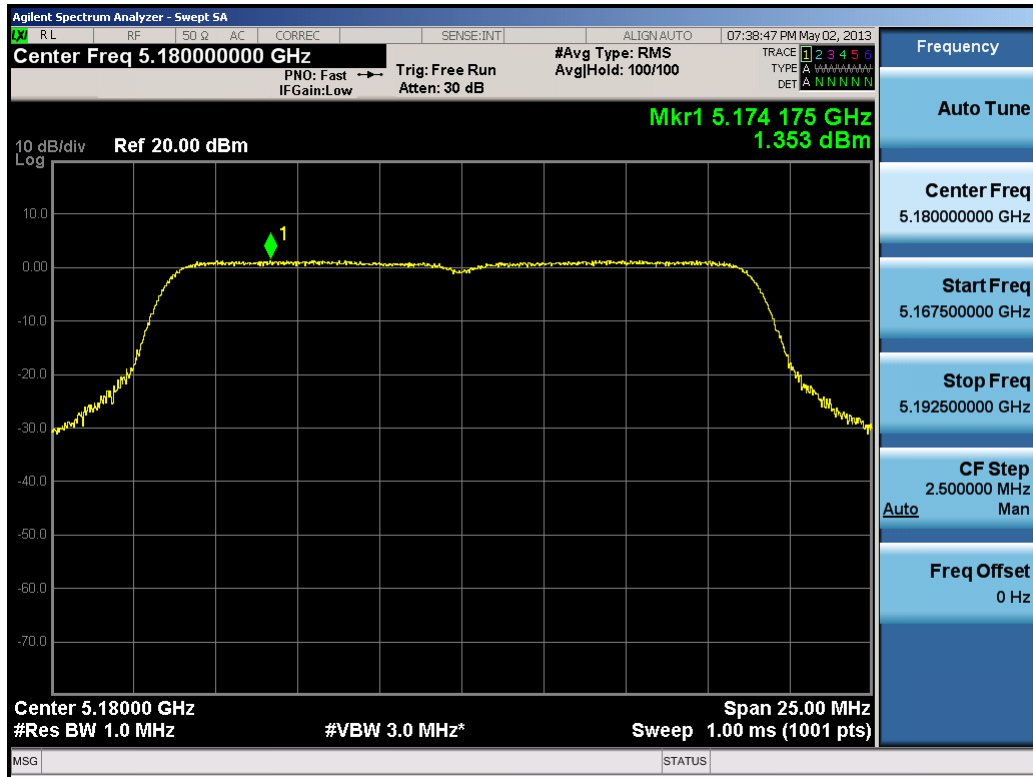 Agilent Spectrum Analyzer - Swept SA
LXI RL RF 50 Ω AC CORREC SENSE:INT ALIGN AUTO 07:38:47 PM May 02, 2013
Center Freq 5.180000000 GHz
PNO: Fast
IFGain:Low
Trig: Free Run
Atten: 30 dB
#Avg Type: RMS
Avg|Hold: 100/100
TRACE 1 2 3 4 5 6
TYPE A WWWWW
DET A N N N N N
Mkr1 5.174 175 GHz
1.353 dBm
10 dB/div Ref 20.00 dBm
Log
10.0
0.00
-10.0
-20.0
-30.0
-40.0
-50.0
-60.0
-70.0
1
Center 5.18000 GHz Span 25.00 MHz
#Res BW 1.0 MHz #VBW 3.0 MHz* Sweep 1.00 ms (1001 pts)
MSG STATUS
Frequency
Auto Tune
Center Freq
5.180000000 GHz
Start Freq
5.167500000 GHz
Stop Freq
5.192500000 GHz
CF Step
2.500000 MHz
Auto Man
Freq Offset
0 Hz